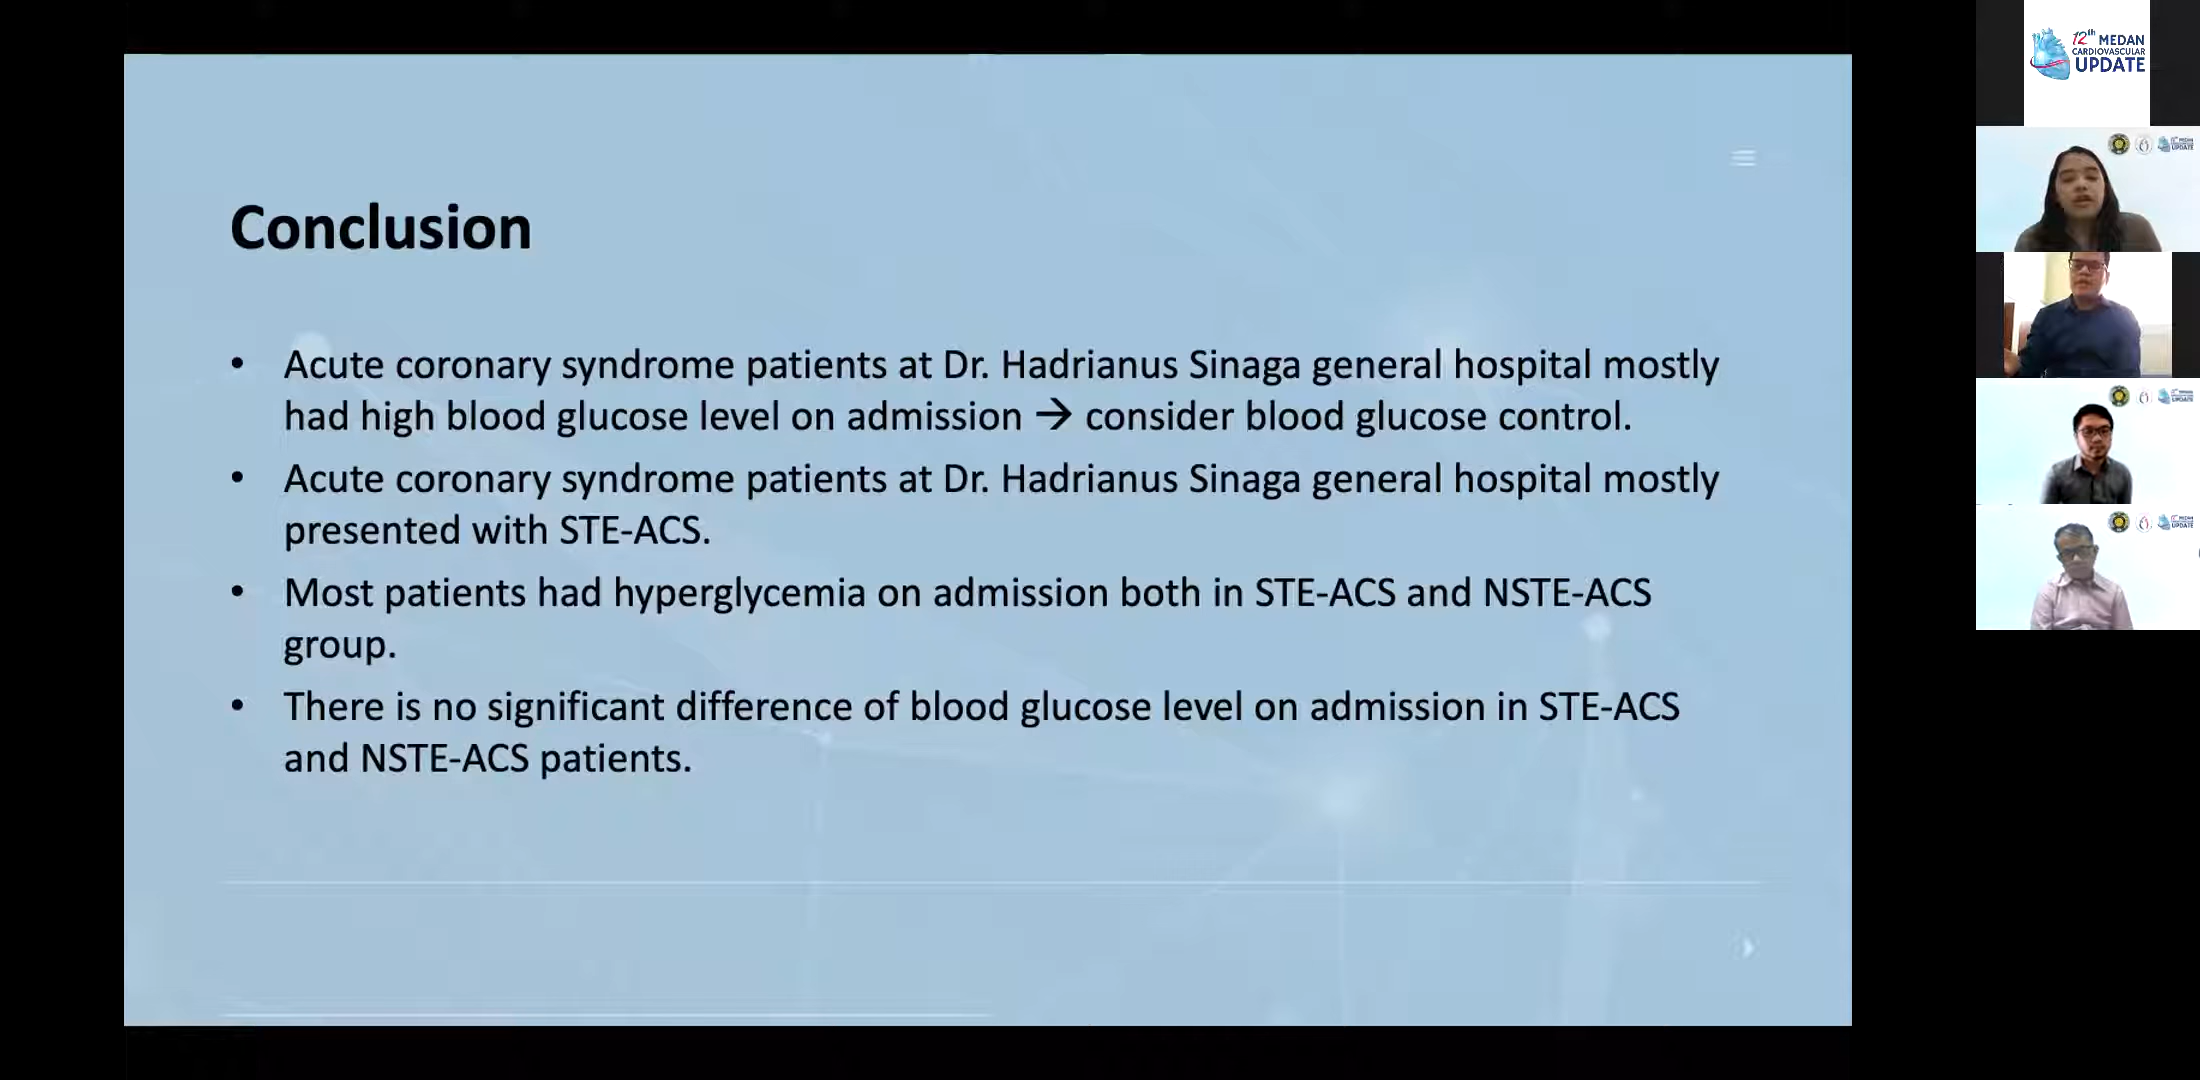 Conclusion
• Acute coronary syndrome patients at Dr. Hadrianus Sinaga general hospital mostly
had high blood glucose level on admission → consider blood glucose control.
• Acute coronary syndrome patients at Dr. Hadrianus Sinaga general hospital mostly
presented with STE-ACS.
• Most patients had hyperglycemia on admission both in STE-ACS and NSTE-ACS
group.
• There is no significant difference of blood glucose level on admission in STE-ACS
and NSTE-ACS patients.
12th MEDAN
CARDIOVASCULAR
UPDATE